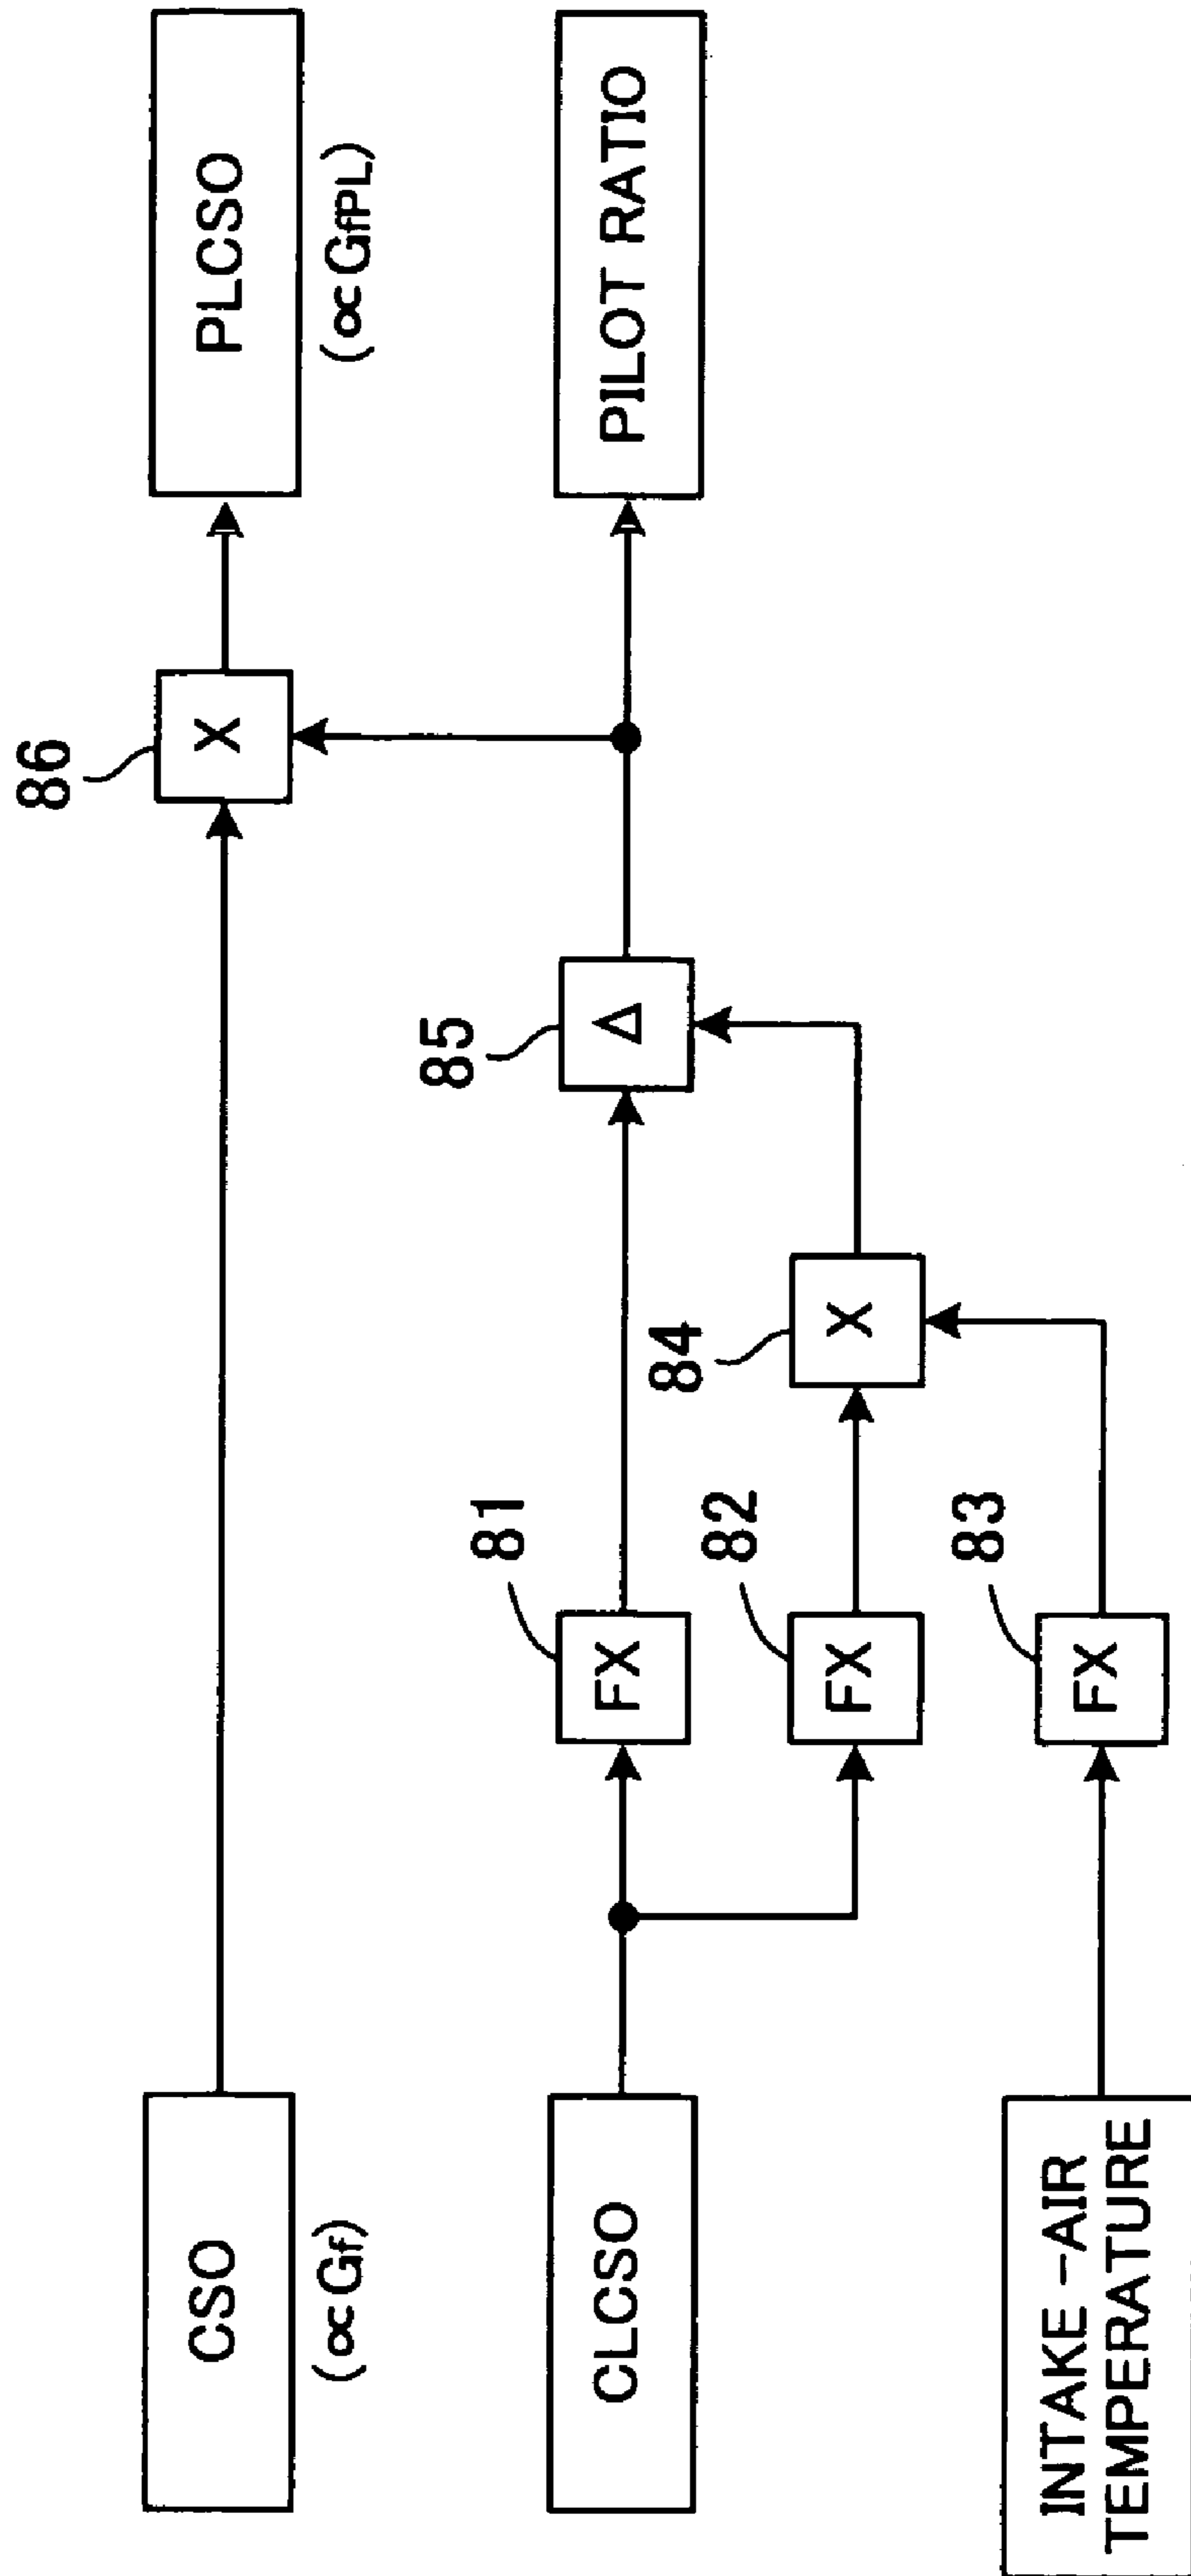 CSO
(∝Gf)
86
X
PLCSO
(∝GfPL)
CLCSO
81
FX
85
Δ
PILOT RATIO
82
FX
84
X
INTAKE-AIR
TEMPERATURE
83
FX